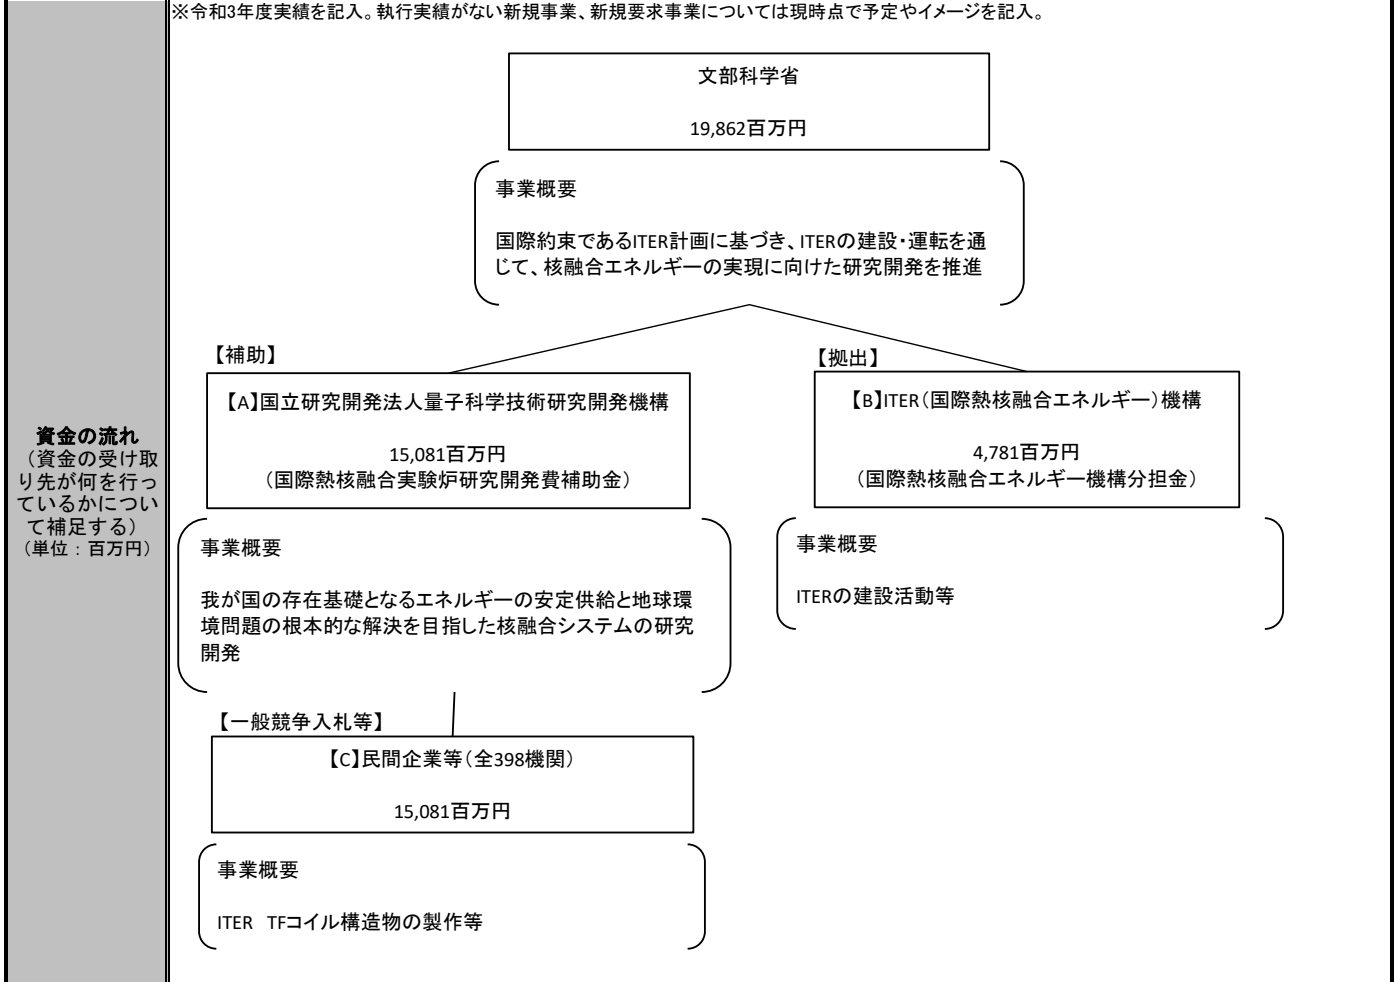 ※令和3年度実績を記入。執行実績がない新規事業、新規要求事業については現時点で予定やイメージを記入。
文部科学省
19,862百万円
事業概要
国際約束であるITER計画に基づき、ITERの建設・運転を通
じて、核融合エネルギーの実現に向けた研究開発を推進
【補助】
【A】国立研究開発法人量子科学技術研究開発機構
15,081百万円
（国際熱核融合実験炉研究開発費補助金）
事業概要
我が国の存在基礎となるエネルギーの安定供給と地球環
境問題の根本的な解決を目指した核融合システムの研究
開発
【拠出】
【B】ITER（国際熱核融合エネルギー）機構
4,781百万円
（国際熱核融合エネルギー機構分担金）
事業概要
ITERの建設活動等
【一般競争入札等】
【C】民間企業等（全398機関）
15,081百万円
事業概要
ITER　TFコイル構造物の製作等
資金の流れ
（資金の受け取
り先が何を行っ
ているかについ
て補足する）
（単位：百万円）